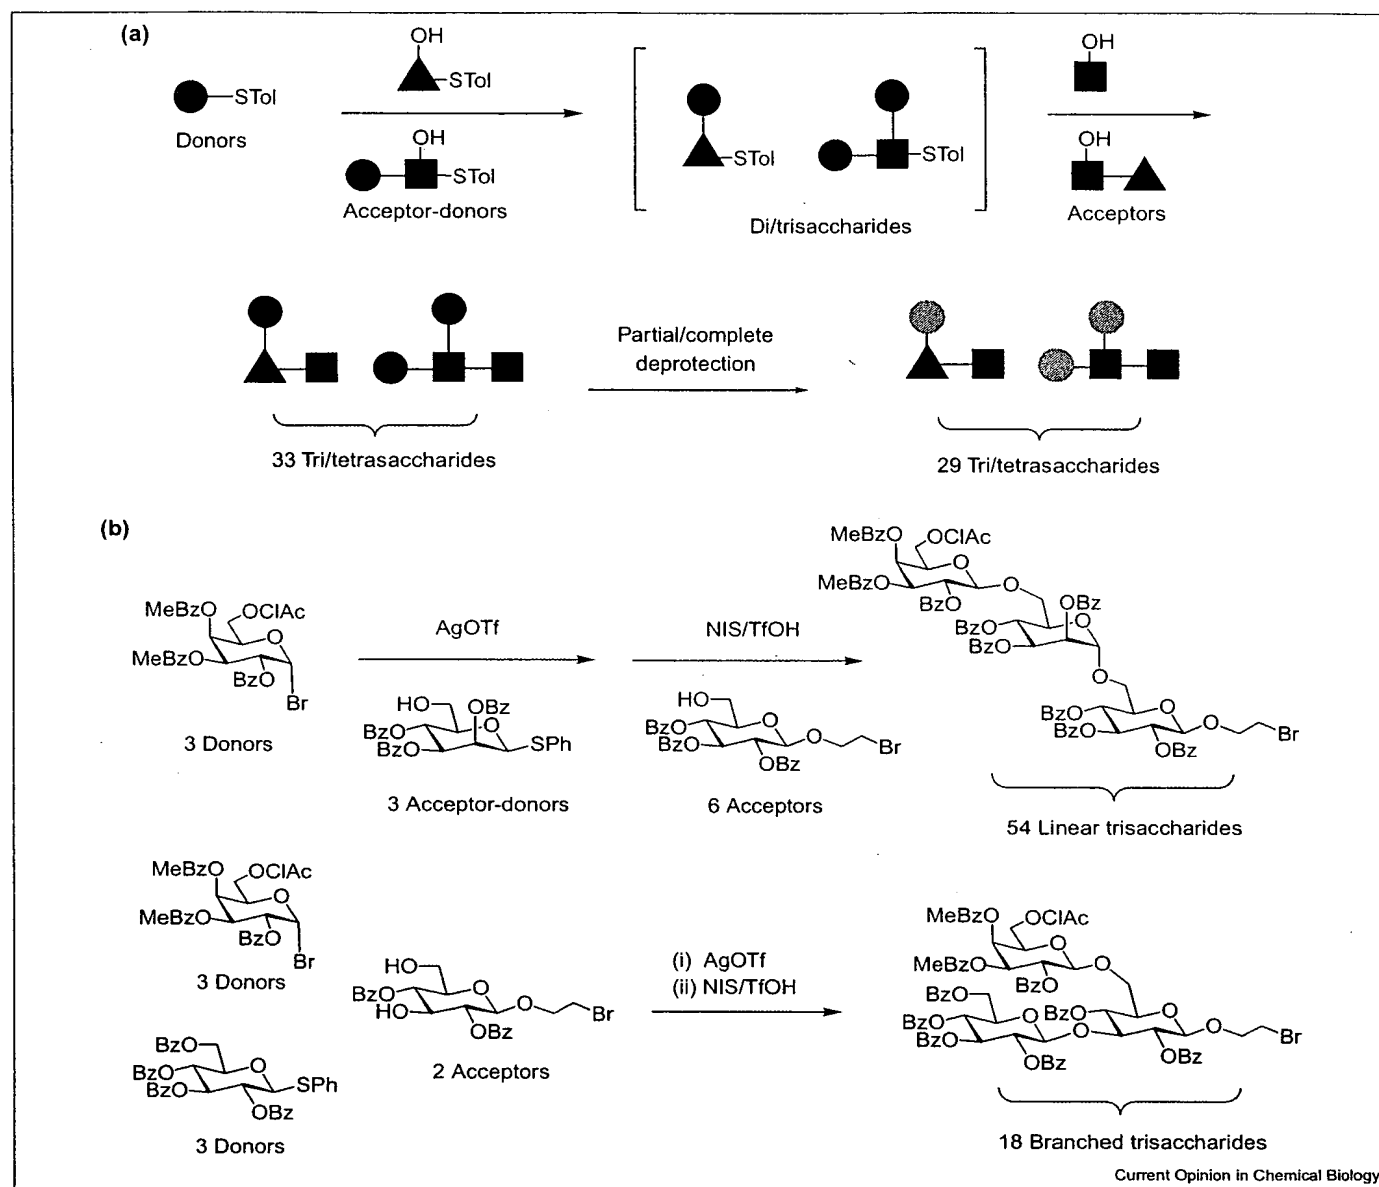 (a)
OH
STol
STol
Donors
OH
STol
Acceptor-donors
STol
STol
Di/trisaccharides
OH
OH
Acceptors
33 Tri/tetrasaccharides
Partial/complete
deprotection
29 Tri/tetrasaccharides
(b)
MeBzO
OClAc
O
MeBzO
BzO
Br
3 Donors
AgOTf
HO
OBz
BzO
O
BzO
SPh
3 Acceptor-donors
NIS/TfOH
HO
O
BzO
BzO
O
Br
OBz
6 Acceptors
MeBzO
OClAc
O
MeBzO
O
BzO
OBz
BzO
O
BzO
O
BzO
O
BzO
O
Br
OBz
54 Linear trisaccharides
MeBzO
OClAc
O
MeBzO
BzO
Br
3 Donors
BzO
BzO
O
BzO
SPh
OBz
3 Donors
HO
BzO
O
HO
O
Br
OBz
2 Acceptors
(i) AgOTf
(ii) NIS/TfOH
MeBzO
OClAc
O
MeBzO
O
BzO
BzO
BzO
O
BzO
O
BzO
O
O
Br
OBz
OBz
18 Branched trisaccharides
Current Opinion in Chemical Biology